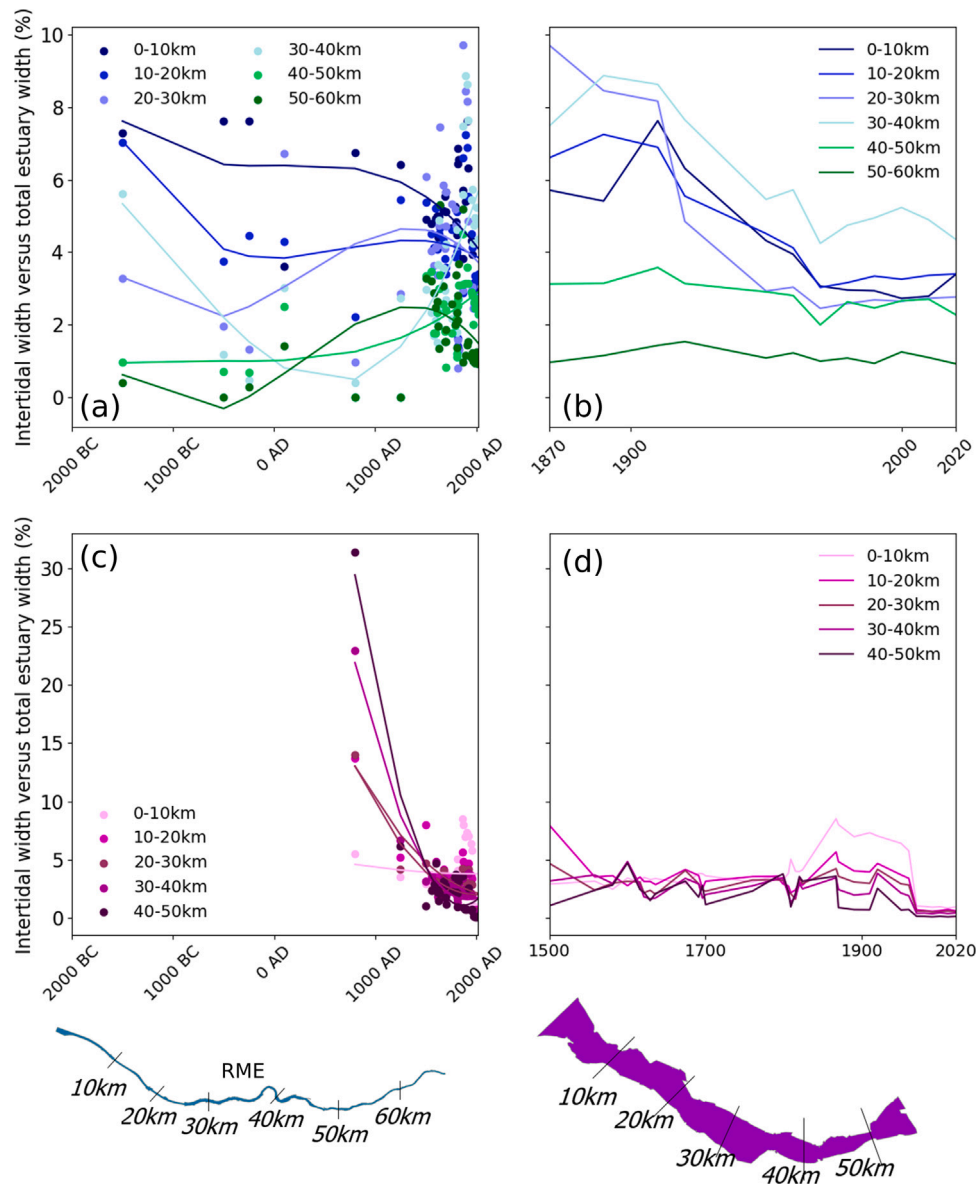 Intertidal width versus total estuary width (%)
10
8
6
4
2
0
0-10km 30-40km
10-20km 40-50km
20-30km 50-60km
(a)
2000 BC 1000 BC 0 AD 1000 AD 2000 AD
0-10km
10-20km
20-30km
30-40km
40-50km
50-60km
(b)
1870 1900 2000 2020
Intertidal width versus total estuary width (%)
30
25
20
15
10
5
0
(c)
0-10km
10-20km
20-30km
30-40km
40-50km
2000 BC 1000 BC 0 AD 1000 AD 2000 AD
(d)
0-10km
10-20km
20-30km
30-40km
40-50km
1500 1700 1900 2020
RME
10km 20km 30km 40km 50km 60km
10km
20km
30km
40km
50km